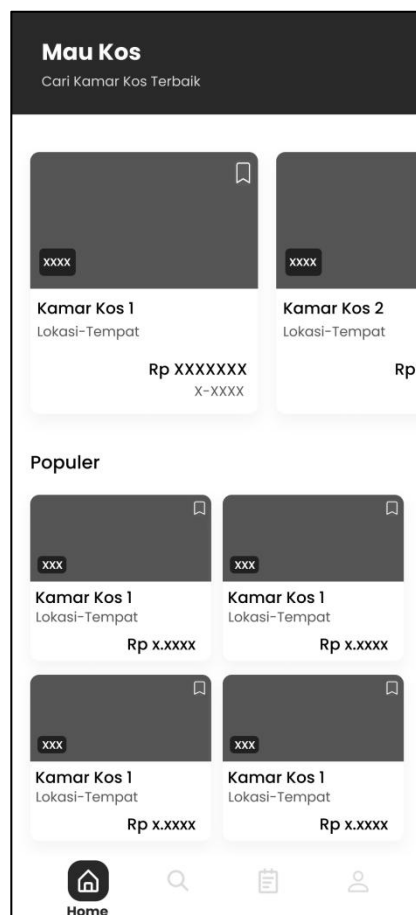 Mau Kos
Cari Kamar Kos Terbaik
xxxx
Kamar Kos 1
Lokasi-Tempat
Rp XXXXXXX
X-XXXX
xxxx
Kamar Kos 2
Lokasi-Tempat
Rp
Populer
xxx
Kamar Kos 1
Lokasi-Tempat
Rp x.xxxx
xxx
Kamar Kos 1
Lokasi-Tempat
Rp x.xxxx
xxx
Kamar Kos 1
Lokasi-Tempat
Rp x.xxxx
xxx
Kamar Kos 1
Lokasi-Tempat
Rp x.xxxx
Home